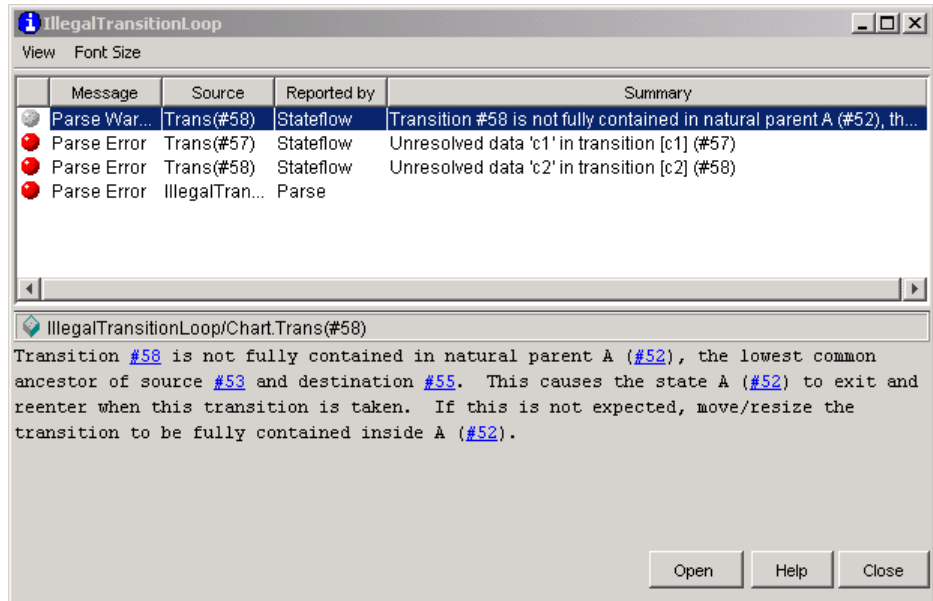 IllegalTransitionLoop
View Font Size
Message Source Reported by Summary
Parse War... Trans(#58) Stateflow Transition #58 is not fully contained in natural parent A (#52), th...
Parse Error Trans(#57) Stateflow Unresolved data 'c1' in transition [c1] (#57)
Parse Error Trans(#58) Stateflow Unresolved data 'c2' in transition [c2] (#58)
Parse Error IllegalTran... Parse
IllegalTransitionLoop/Chart.Trans(#58)
Transition #58 is not fully contained in natural parent A (#52), the lowest common
ancestor of source #53 and destination #55. This causes the state A (#52) to exit and
reenter when this transition is taken. If this is not expected, move/resize the
transition to be fully contained inside A (#52).
Open Help Close